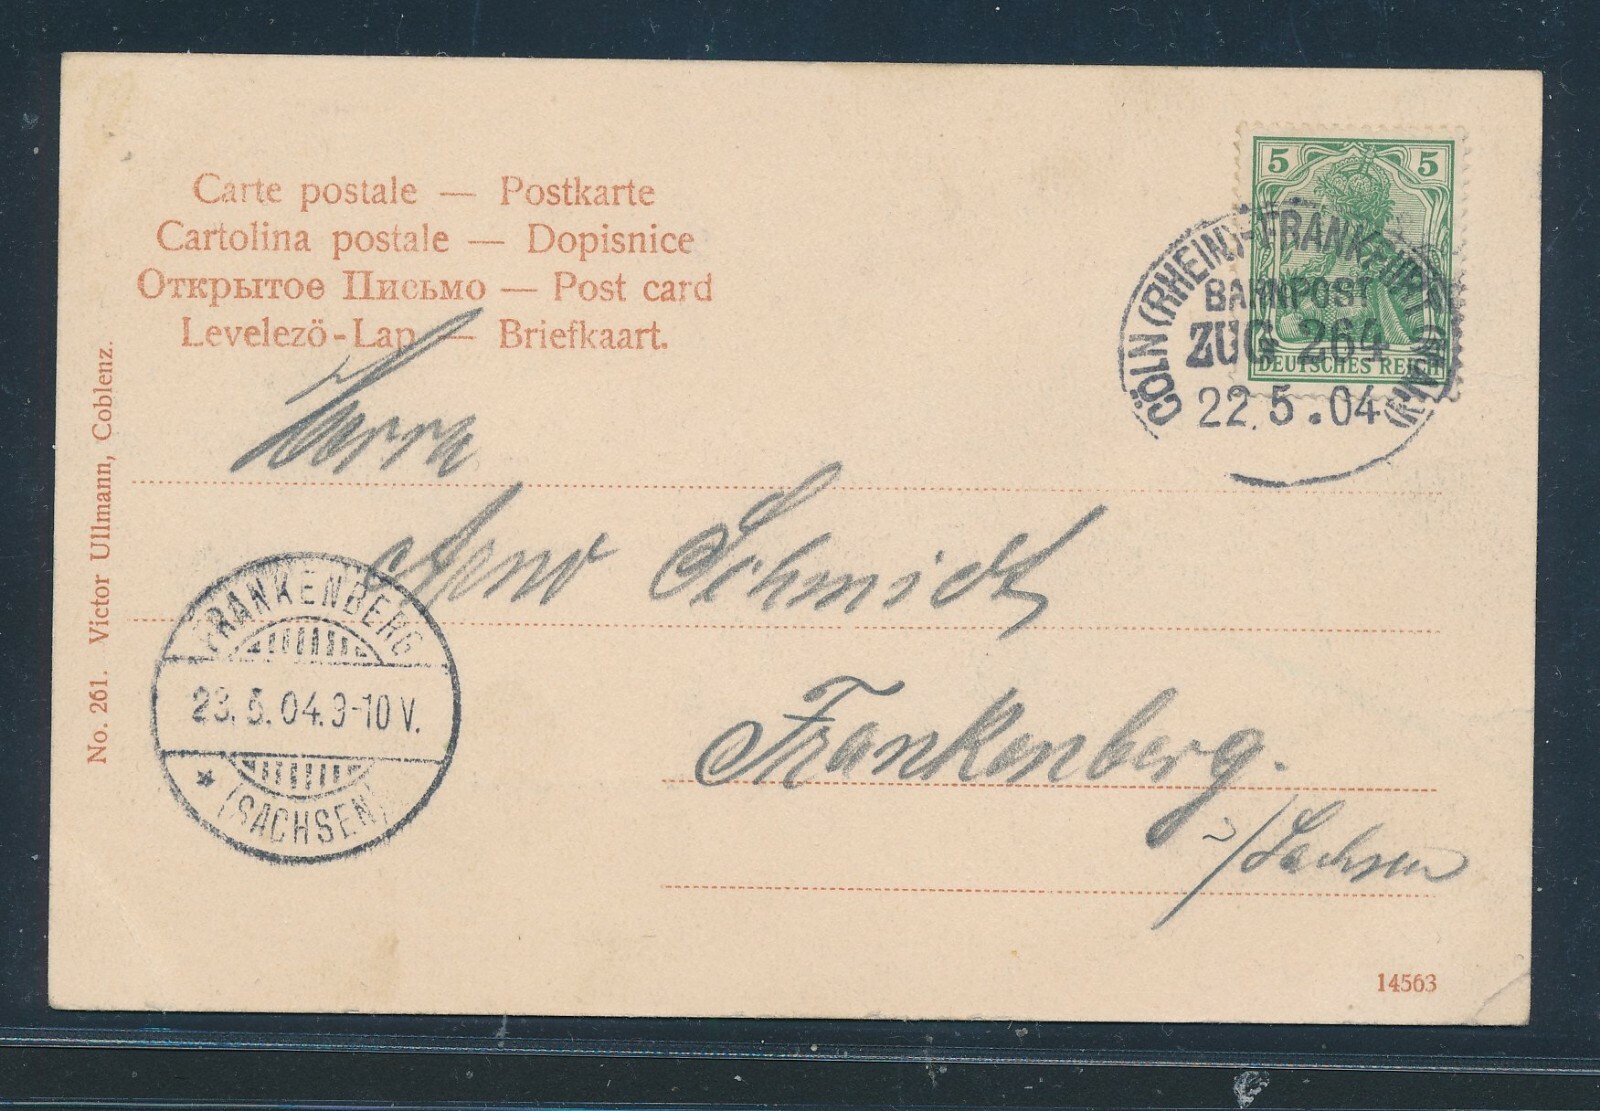 Carte postale — Postkarte
Cartolina postale — Dopisnice
Открытое Письмо — Post card
Levelező-Lap — Briefkaart.
5 5
DEUTSCHES REICH
CÖLN (RHEIN)-FRANKFURT (MAIN)
BAHNPOST
ZUG 264
22.5.04
Herrn
Arno Schmidt
Frankenberg.
i/Sachsen
FRANKENBERG
23.5.04.9-10 V.
* (SACHSEN)
No. 261. Victor Ullmann, Coblenz.
14563